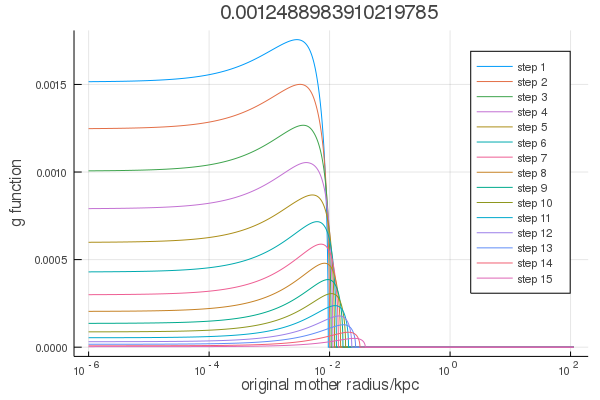 0.0012488983910219785
g function
0.0015
0.0010
0.0005
0.0000
10^-6
10^-4
10^-2
10^0
10^2
original mother radius/kpc
step 1
step 2
step 3
step 4
step 5
step 6
step 7
step 8
step 9
step 10
step 11
step 12
step 13
step 14
step 15